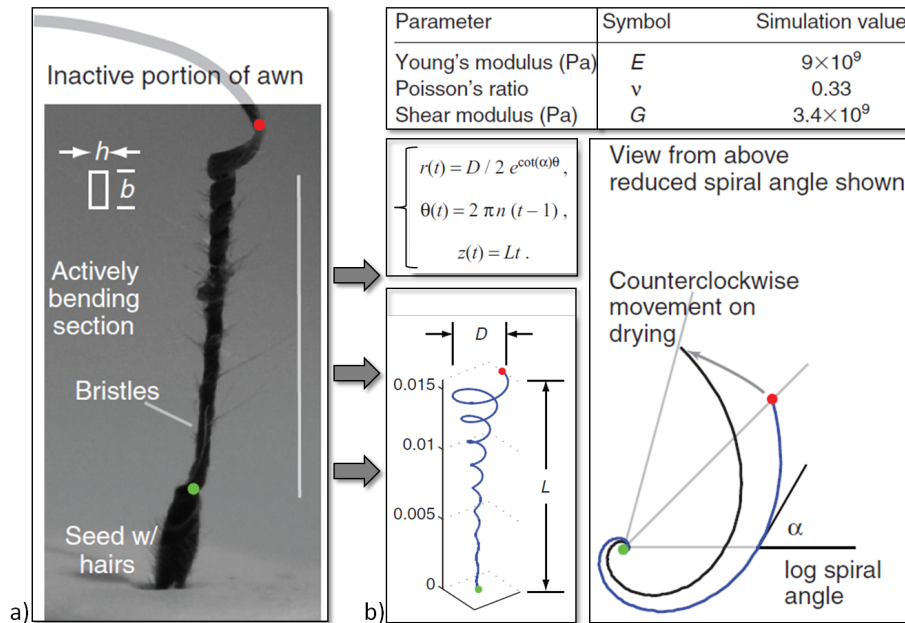 Inactive portion of awn
h
b
Actively
bending
section
Bristles
Seed w/
hairs
a)
Parameter Symbol Simulation value
Young's modulus (Pa) E 9×10⁹
Poisson's ratio ν 0.33
Shear modulus (Pa) G 3.4×10⁹
r(t) = D / 2 e^cot(α)θ ,
θ(t) = 2 π n (t – 1) ,
z(t) = Lt .
D
0.015
0.01
L
0.005
0
b)
View from above
reduced spiral angle shown
Counterclockwise
movement on
drying
α
log spiral
angle